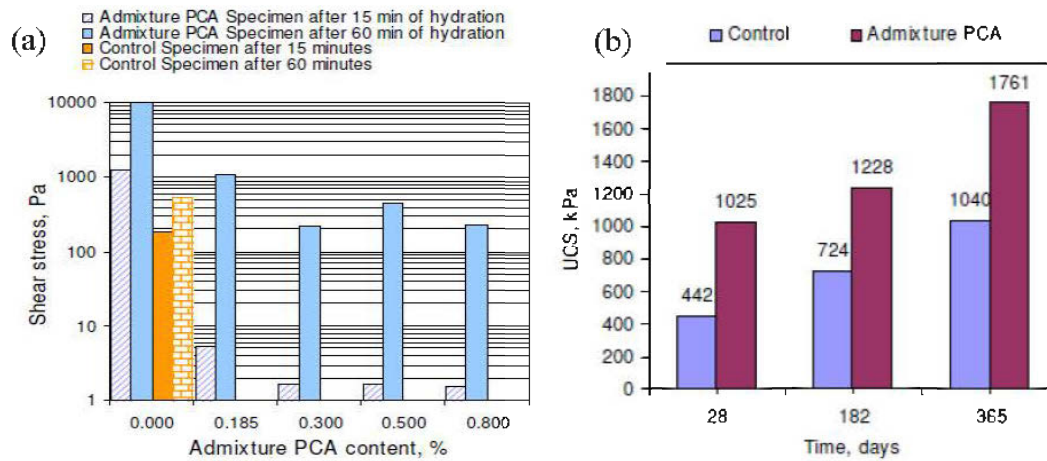 (a)
Admixture PCA Specimen after 15 min of hydration
Admixture PCA Specimen after 60 min of hydration
Control Specimen after 15 minutes
Control Specimen after 60 minutes
Shear stress, Pa
10000
1000
100
10
1
0.000 0.185 0.300 0.500 0.800
Admixture PCA content, %
(b)
Control Admixture PCA
UCS, kPa
1800
1600
1400
1200
1000
800
600
400
200
0
442
1025
724
1228
1040
1761
28 182 365
Time, days